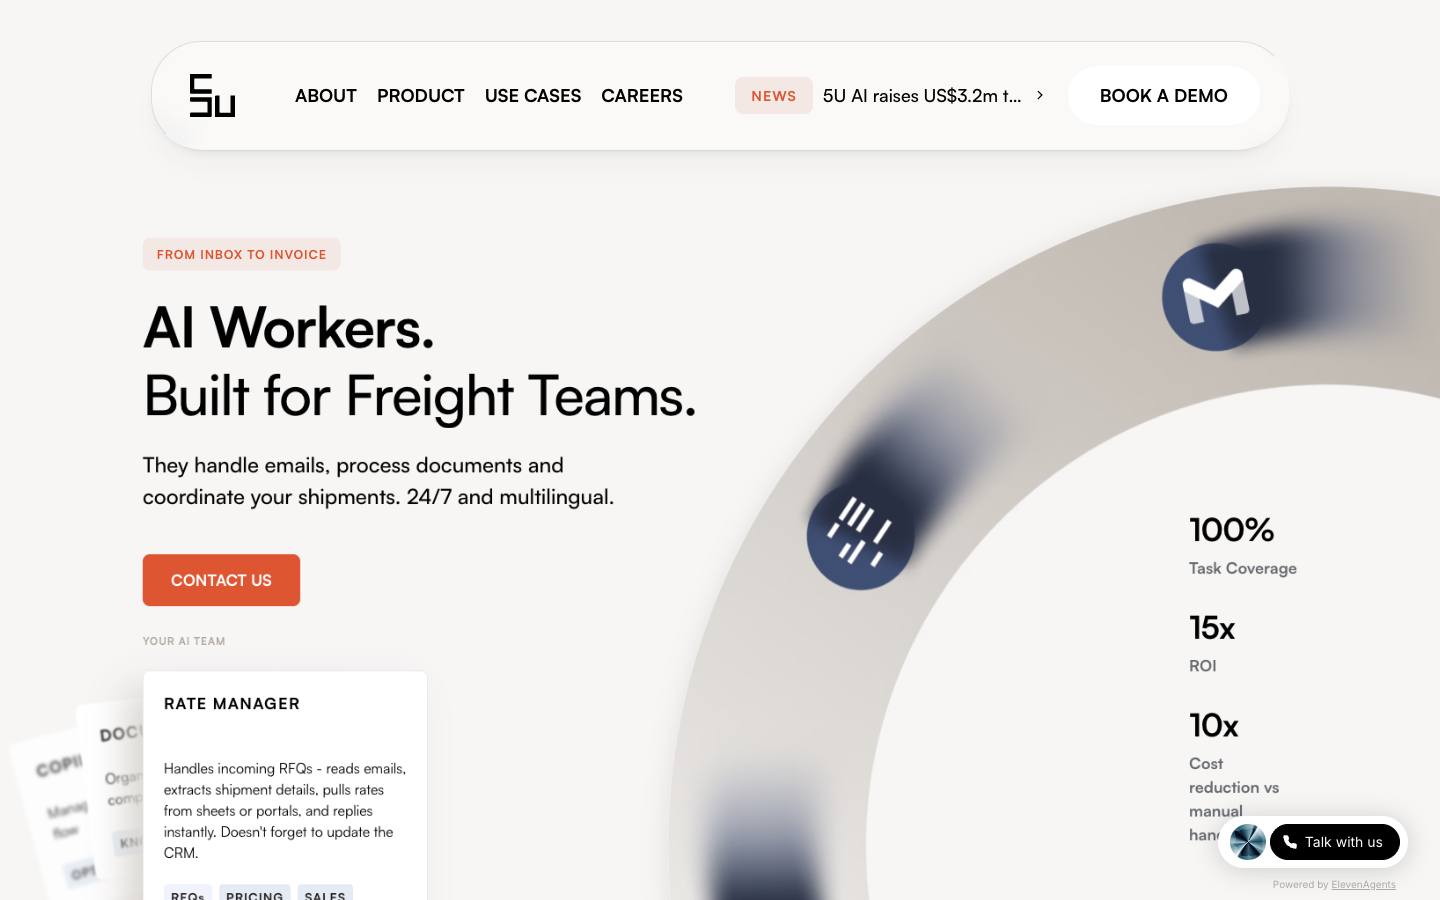 5u
ABOUT PRODUCT USE CASES CAREERS
NEWS 5U AI raises US$3.2m t...
BOOK A DEMO
FROM INBOX TO INVOICE
AI Workers.
Built for Freight Teams.
They handle emails, process documents and
coordinate your shipments. 24/7 and multilingual.
CONTACT US
YOUR AI TEAM
RATE MANAGER
Handles incoming RFQs - reads emails,
extracts shipment details, pulls rates
from sheets or portals, and replies
instantly. Doesn't forget to update the
CRM.
RFQs PRICING SALES
100%
Task Coverage
15x
ROI
10x
Cost
reduction vs
manual
Talk with us
Powered by ElevenAgents